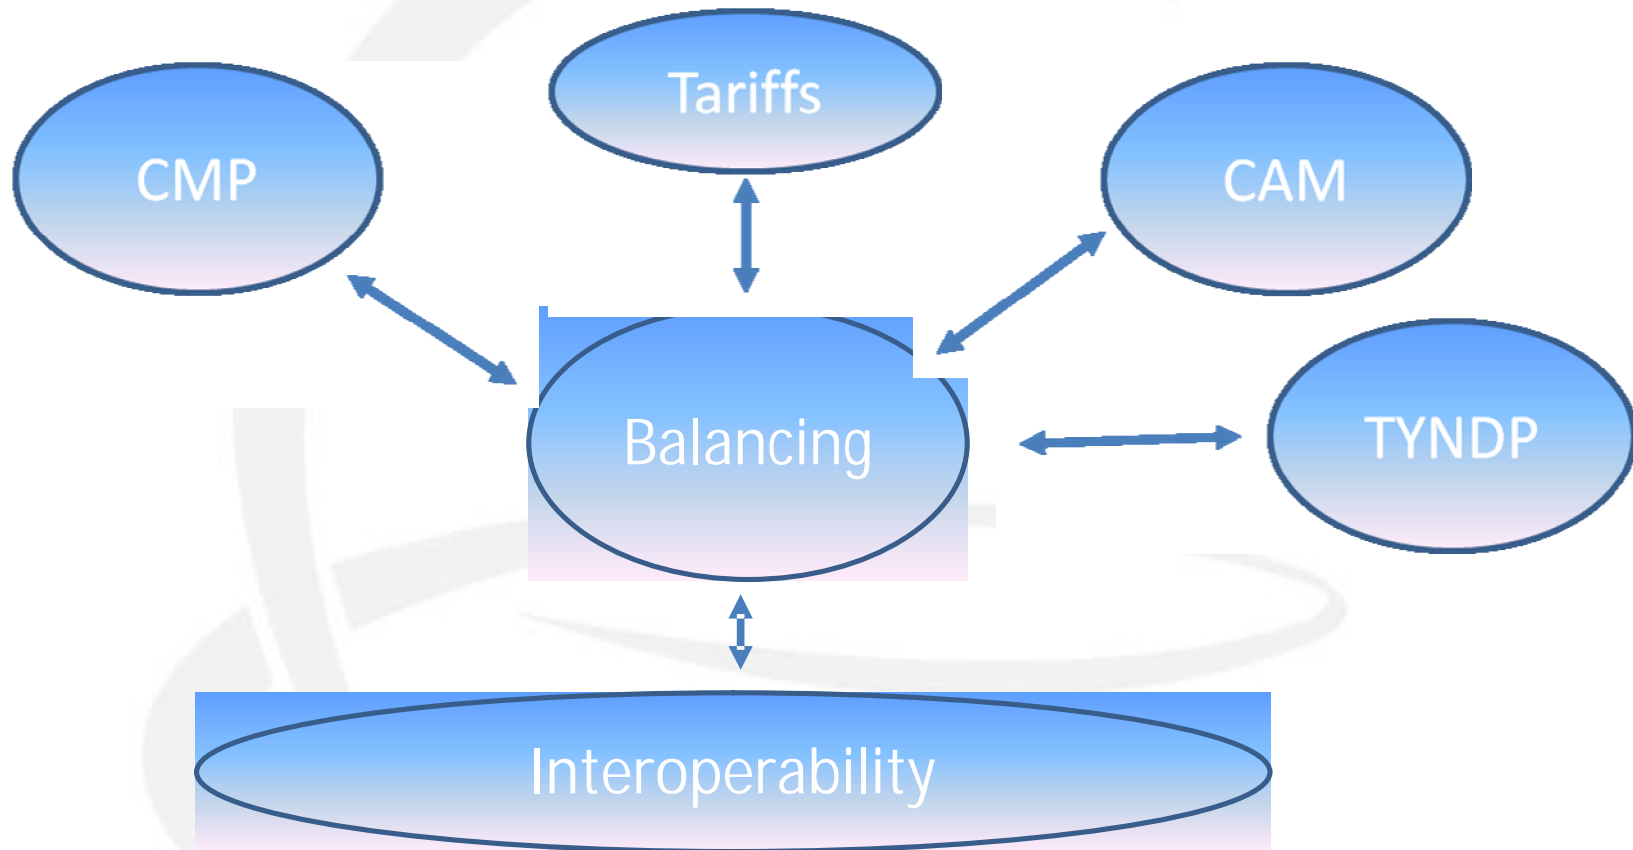 Tariffs
CMP
CAM
Balancing
TYNDP
Interoperability